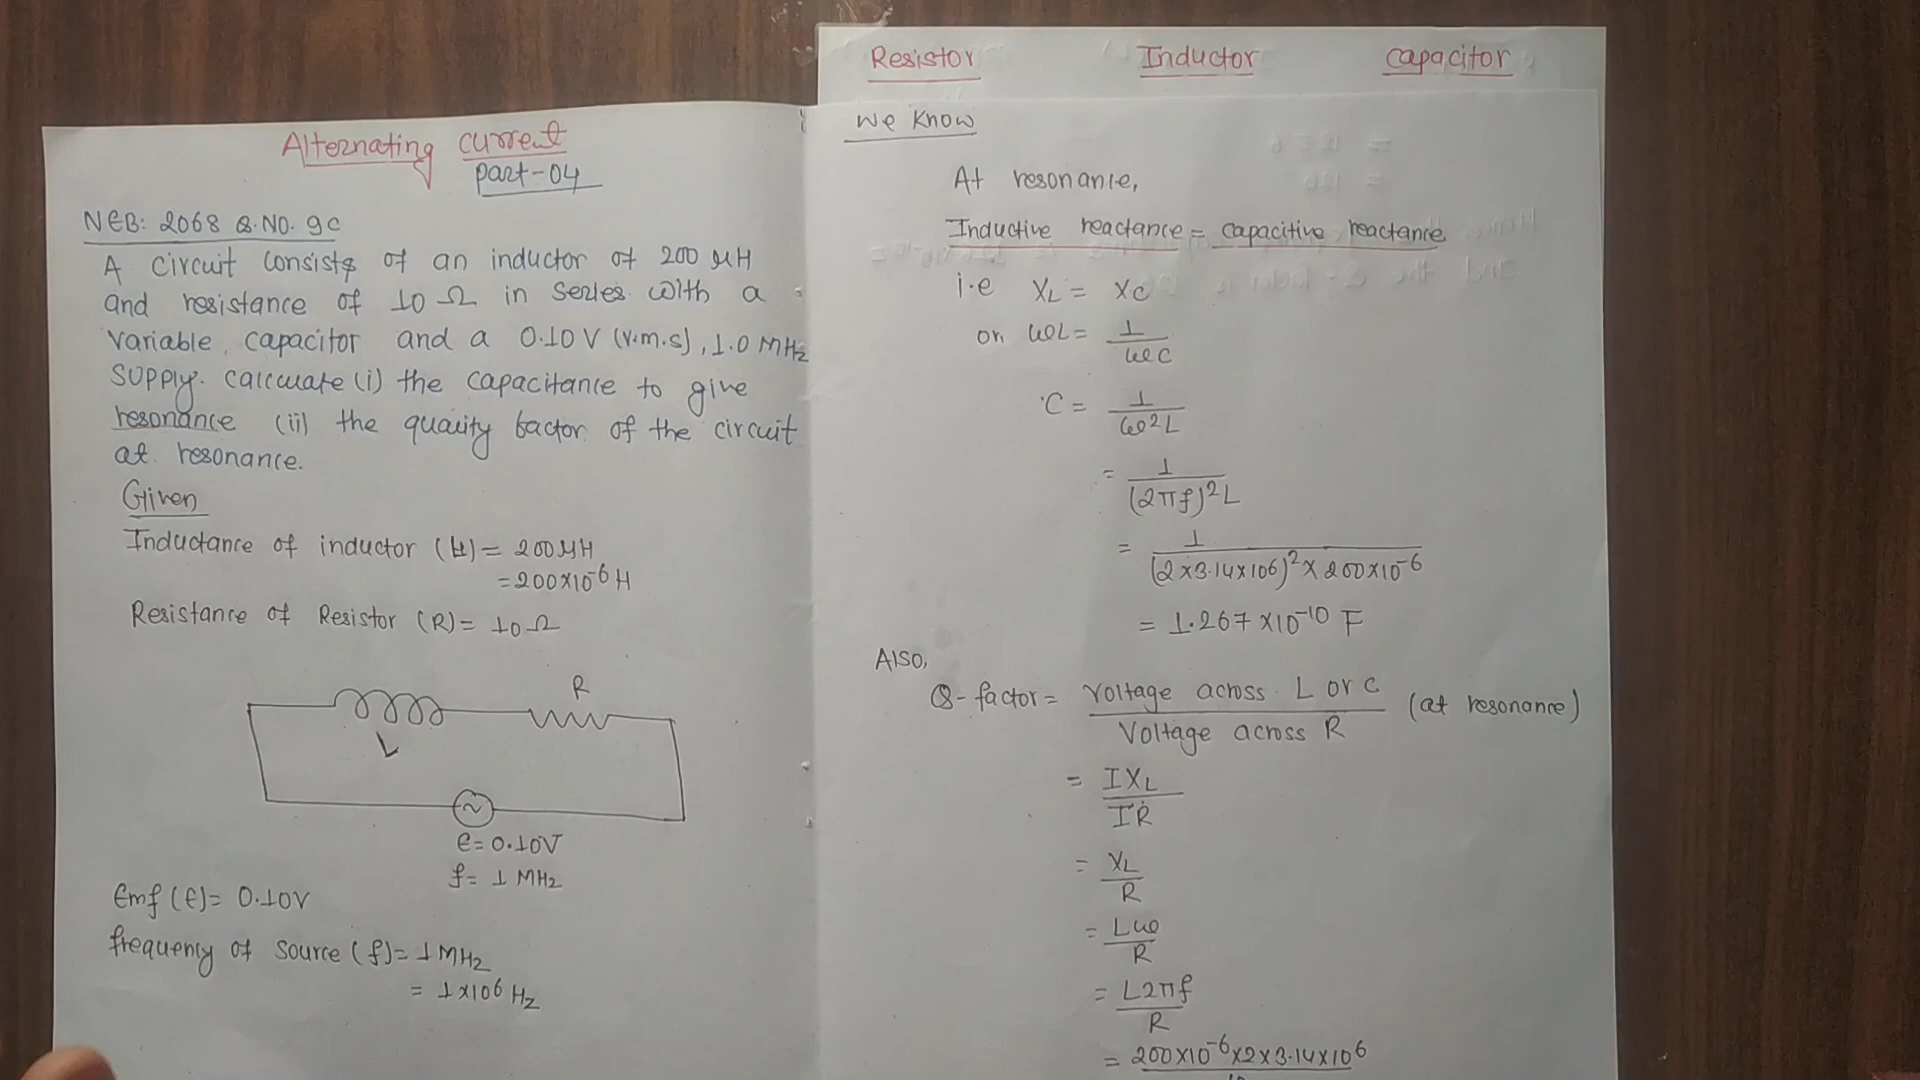 Alternating current
part-04
NEB: 2068 Q.NO. 9c
A circuit consists of an inductor of 200 μH
and resistance of 10 Ω in series with a
variable capacitor and a 0.10 V (r.m.s), 1.0 MHz
supply. calculate (i) the capacitance to give
resonance (ii) the quality factor of the circuit
at resonance.
Given
Inductance of inductor (L) = 200 μH
= 200×10⁻⁶ H
Resistance of Resistor (R) = 10 Ω
R
L
~
e = 0.10V
f = 1 MHz
Emf (E) = 0.10V
frequency of source (f) = 1 MHz
= 1×10⁶ Hz
Resistor Inductor capacitor
We know
At resonance,
Inductive reactance = capacitive reactance
i.e XL = Xc
or ωL = 1/ωC
C = 1/ω²L
= 1/(2πf)²L
= 1/(2×3.14×10⁶)² × 200×10⁻⁶
= 1.267 ×10⁻¹⁰ F
Also,
Q-factor = Voltage across L or C / Voltage across R (at resonance)
= IXL/IR
= XL/R
= Lω/R
= L2πf/R
= 200×10⁻⁶×2×3.14×10⁶